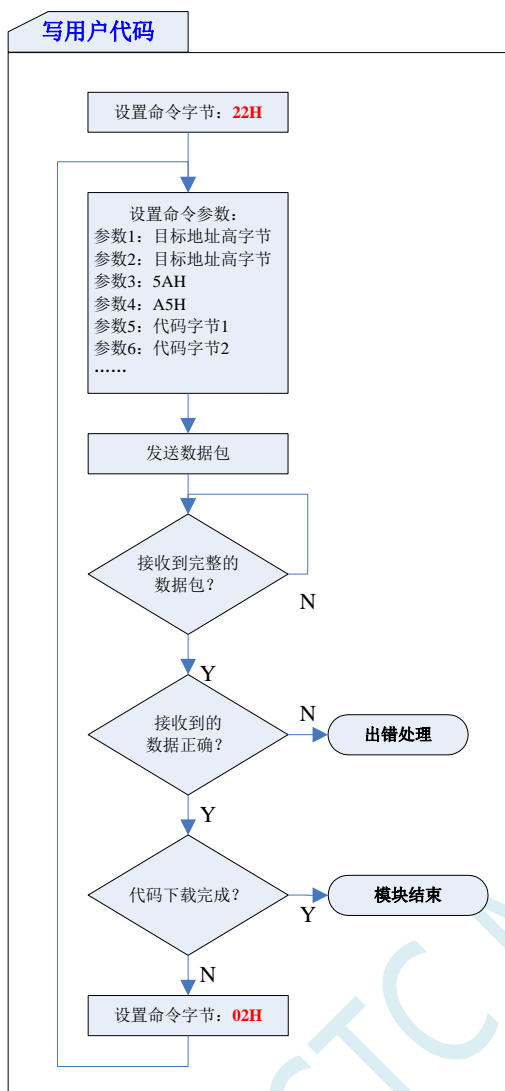 写用户代码
设置命令字节：22H
设置命令参数：
参数1：目标地址高字节
参数2：目标地址高字节
参数3：5AH
参数4：A5H
参数5：代码字节1
参数6：代码字节2
……
发送数据包
接收到完整的
数据包？
N
Y
接收到的
数据正确？
N
出错处理
Y
代码下载完成？
Y
模块结束
N
设置命令字节：02H
STC